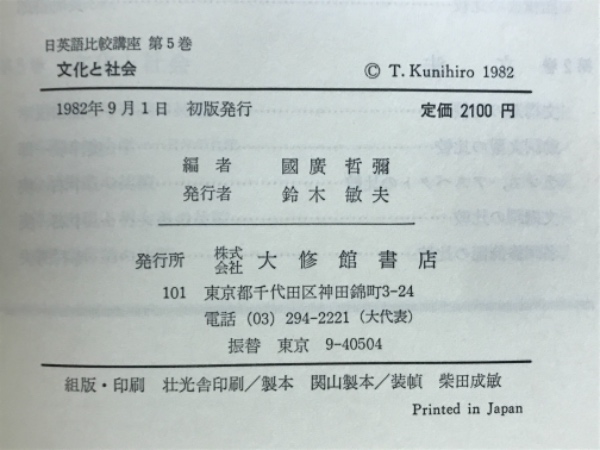 日英語比較講座 第5巻
文化と社会
© T. Kunihiro 1982
1982年9月1日 初版発行
定価 2100 円
編者 國廣哲彌
発行者 鈴木敏夫
発行所 株式会社 大修館書店
101 東京都千代田区神田錦町3-24
電話 (03) 294-2221 (大代表)
振替 東京 9-40504
組版・印刷 壮光舎印刷/製本 関山製本/装幀 柴田成敏
Printed in Japan